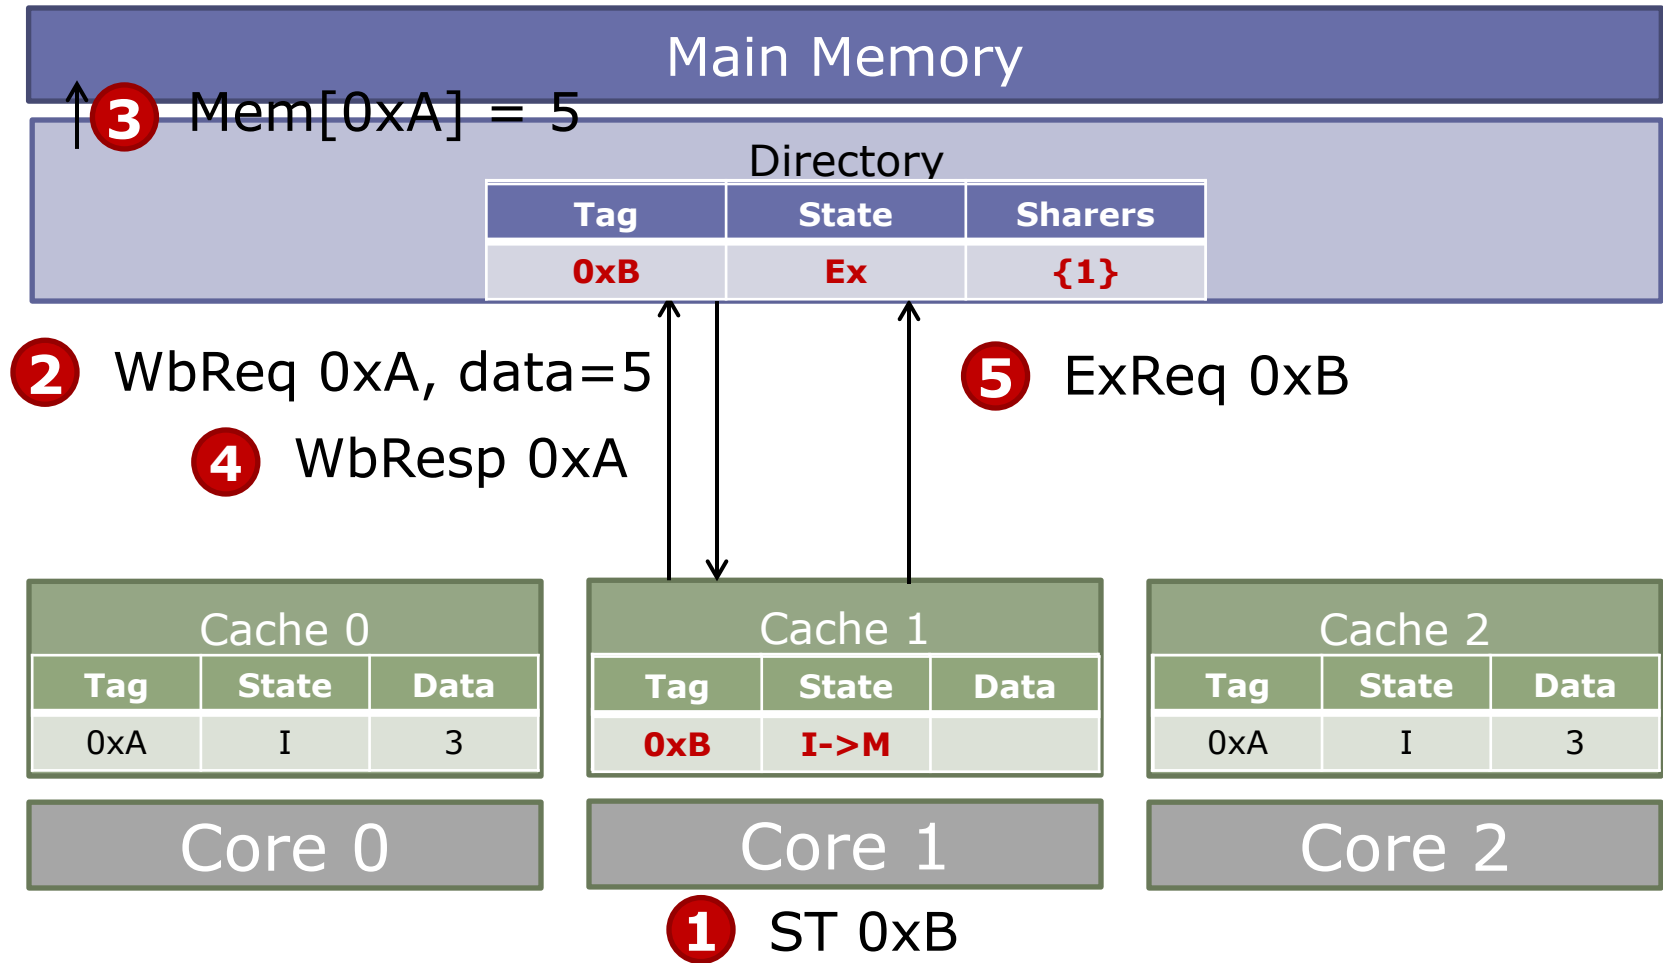 Main Memory
3 Mem[0xA] = 5
Directory
Tag State Sharers
0xB Ex {1}
2 WbReq 0xA, data=5
5 ExReq 0xB
4 WbResp 0xA
Cache 0
Tag State Data
0xA I 3
Cache 1
Tag State Data
0xB I->M
Cache 2
Tag State Data
0xA I 3
Core 0
Core 1
Core 2
1 ST 0xB